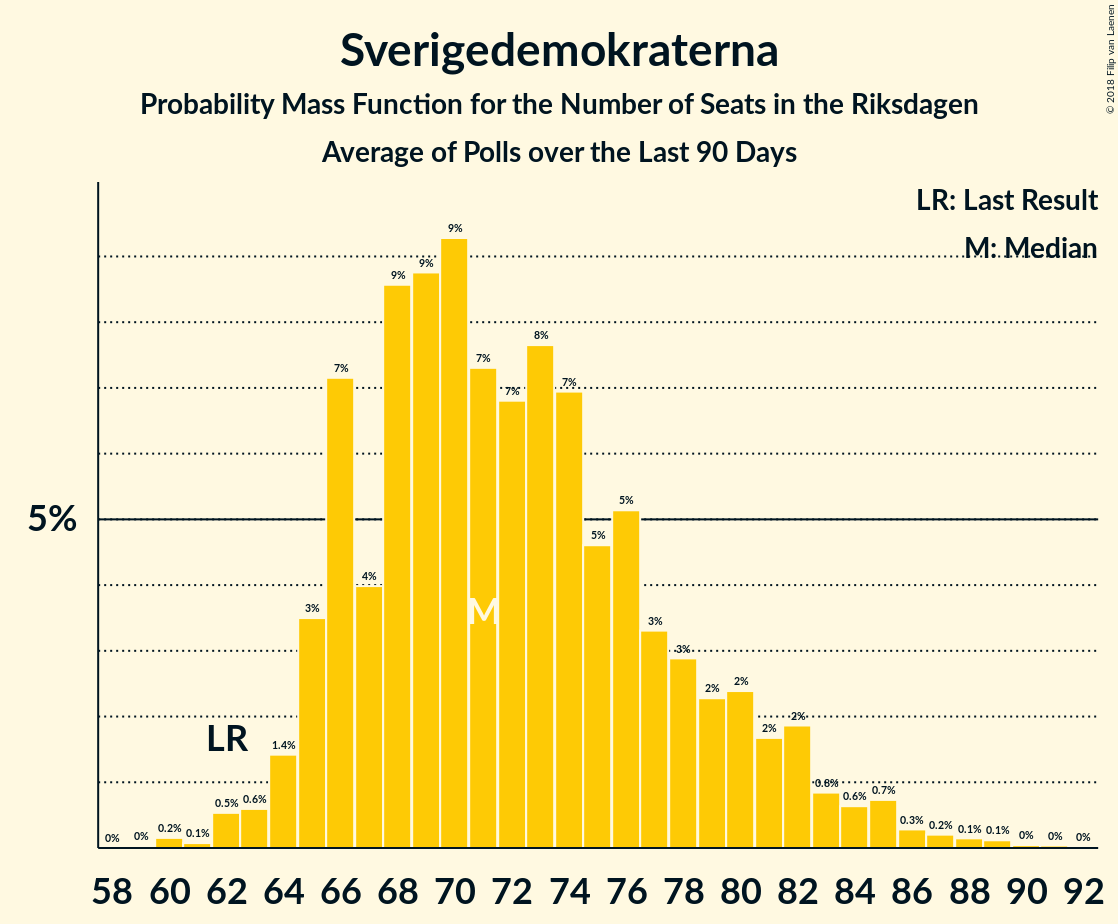 Sverigedemokraterna
Probability Mass Function for the Number of Seats in the Riksdagen
Average of Polls over the Last 90 Days
© 2018 Filip van Laenen
LR: Last Result
M: Median
5%
0% 0% 0.2% 0.1% 0.5% 0.6% 1.4% 3% 7% 4% 9% 9% 9% 7% 7% 8% 7% 5% 5% 3% 3% 2% 2% 2% 2% 0.8% 0.6% 0.7% 0.3% 0.2% 0.1% 0.1% 0% 0% 0%
M
LR
58 60 62 64 66 68 70 72 74 76 78 80 82 84 86 88 90 92